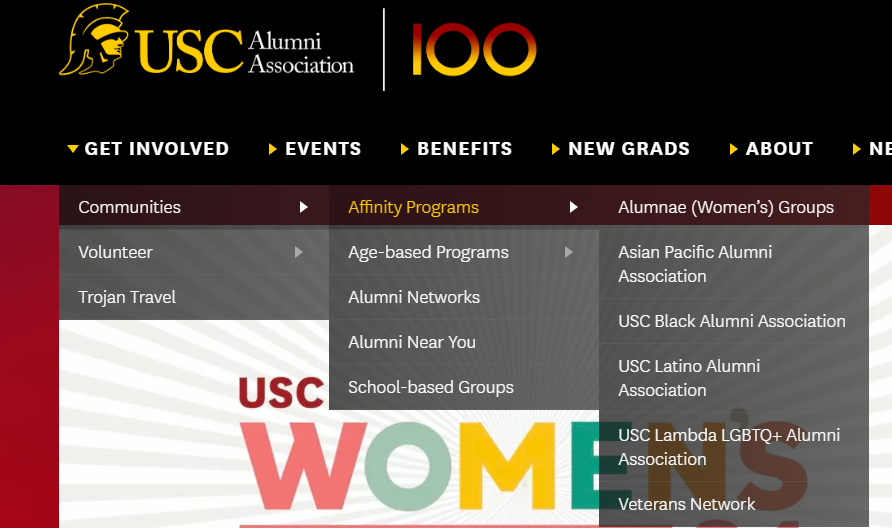 USC Alumni
Association
100
GET INVOLVED
EVENTS
BENEFITS
NEW GRADS
ABOUT
NE
Communities
Volunteer
Trojan Travel
Affinity Programs
Age-based Programs
Alumni Networks
Alumni Near You
School-based Groups
Alumnae (Women’s) Groups
Asian Pacific Alumni
Association
USC Black Alumni Association
USC Latino Alumni
Association
USC Lambda LGBTQ+ Alumni
Association
Veterans Network
USC
WOMEN'S